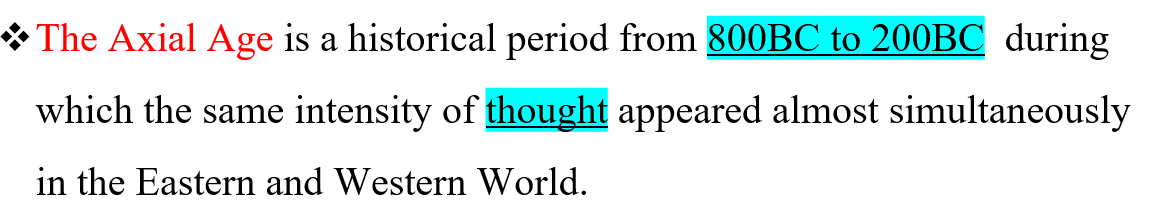 ❖ The Axial Age is a historical period from 800BC to 200BC during
which the same intensity of thought appeared almost simultaneously
in the Eastern and Western World.